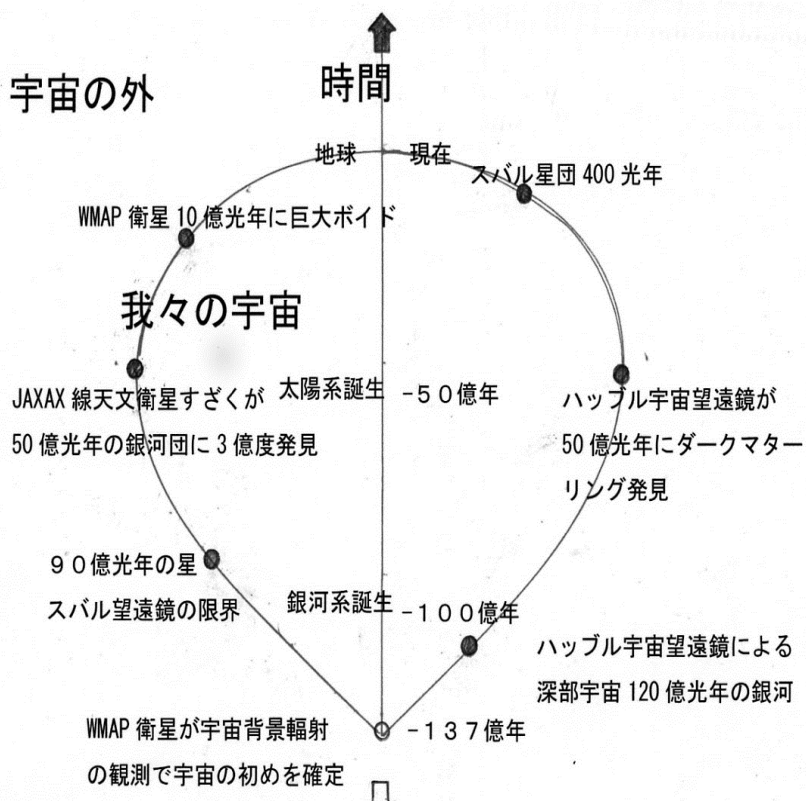 宇宙の外
時間
地球
現在
スバル星団 400 光年
WMAP 衛星 10 億光年に巨大ボイド
我々の宇宙
太陽系誕生
-50億年
JAXAX 線天文衛星すざくが
50 億光年の銀河団に 3 億度発見
ハッブル宇宙望遠鏡が
50 億光年にダークマター
リング発見
90億光年の星
スバル望遠鏡の限界
銀河系誕生
-100億年
ハッブル宇宙望遠鏡による
深部宇宙 120 億光年の銀河
-137億年
WMAP 衛星が宇宙背景輻射
の観測で宇宙の初めを確定